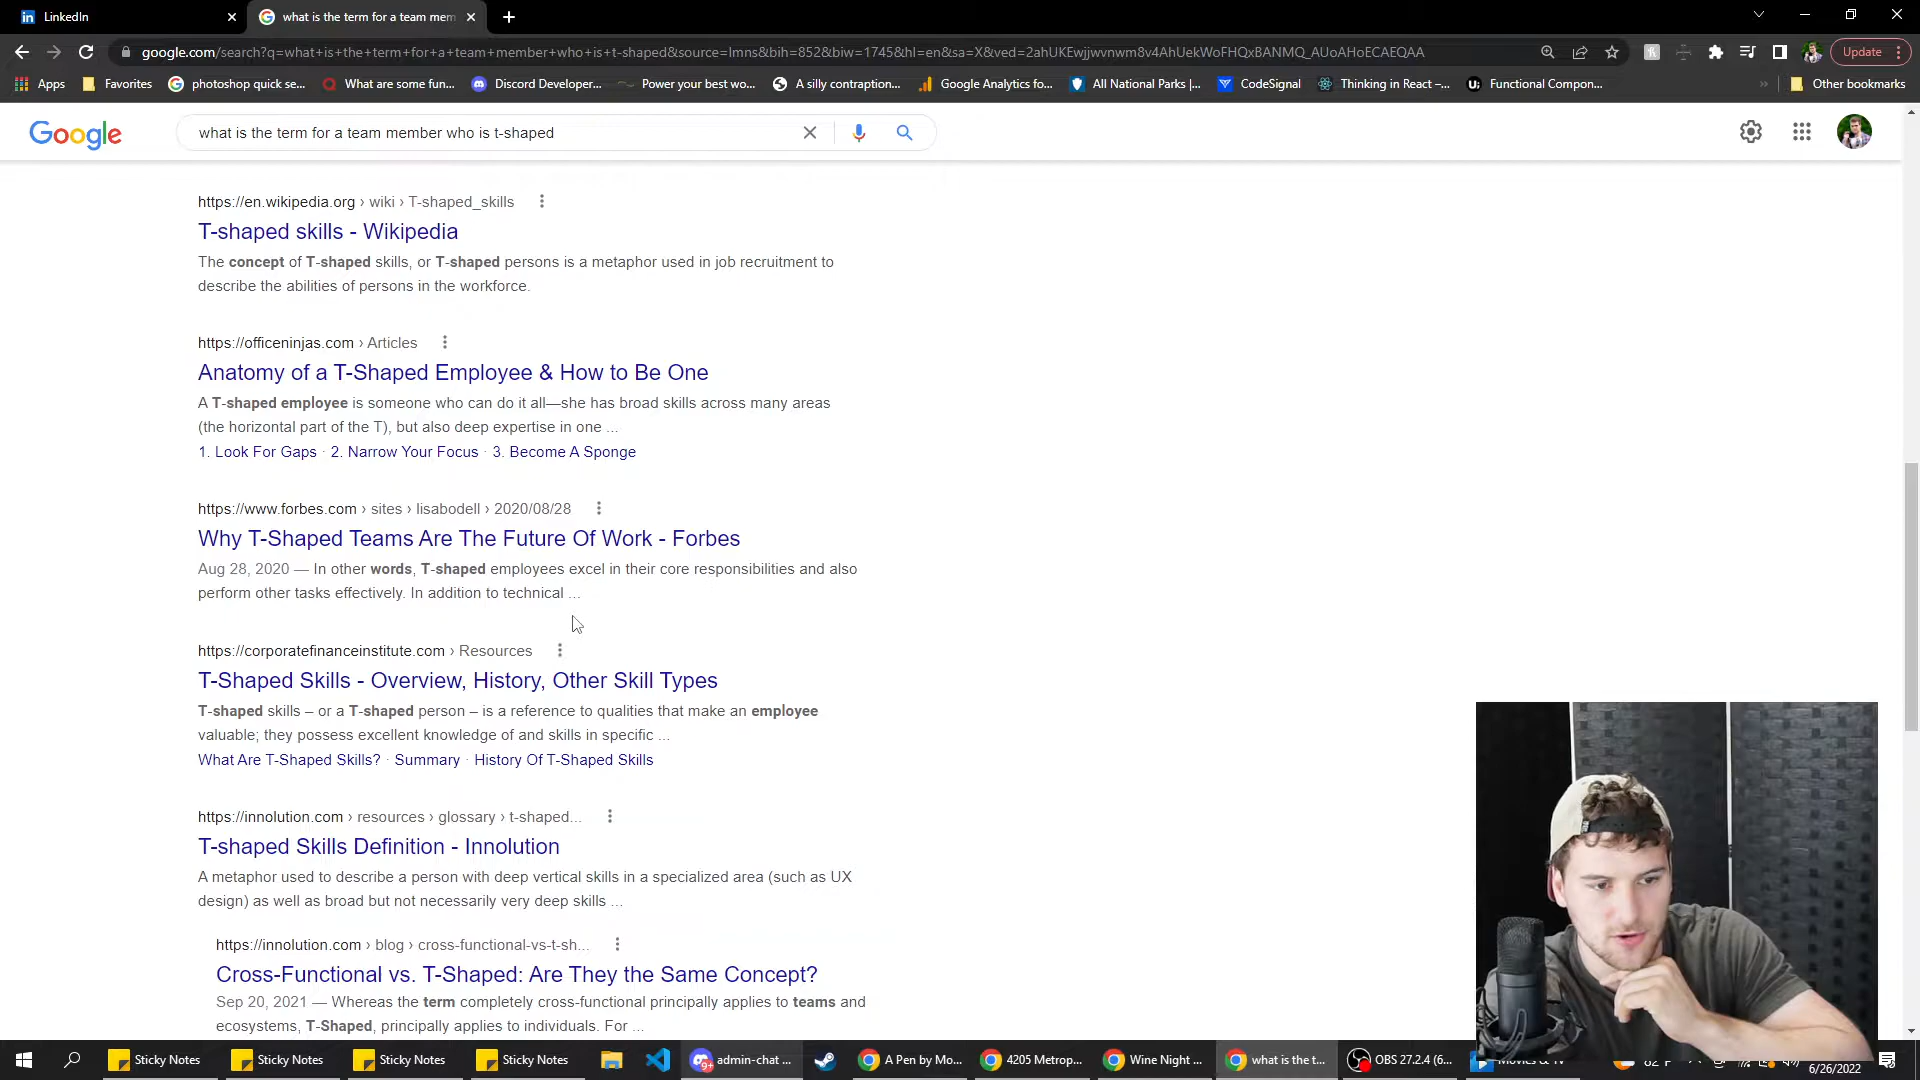 LinkedIn
what is the term for a team mem
google.com/search?q=what+is+the+term+for+a+team+member+who+is+t-shaped&source=lmns&bih=852&biw=1745&hl=en&sa=X&ved=2ahUKEwjjwvnwm8v4AhUekWoFHQxBANMQ_AUoAHoECAEQAA
Update
Apps
Favorites
photoshop quick se...
What are some fun...
Discord Developer...
Power your best wo...
A silly contraption...
Google Analytics fo...
All National Parks |...
CodeSignal
Thinking in React –...
Functional Compon...
Other bookmarks
Google
what is the term for a team member who is t-shaped
https://en.wikipedia.org › wiki › T-shaped_skills
T-shaped skills - Wikipedia
The concept of T-shaped skills, or T-shaped persons is a metaphor used in job recruitment to
describe the abilities of persons in the workforce.
https://officeninjas.com › Articles
Anatomy of a T-Shaped Employee & How to Be One
A T-shaped employee is someone who can do it all—she has broad skills across many areas
(the horizontal part of the T), but also deep expertise in one ...
1. Look For Gaps · 2. Narrow Your Focus · 3. Become A Sponge
https://www.forbes.com › sites › lisabodell › 2020/08/28
Why T-Shaped Teams Are The Future Of Work - Forbes
Aug 28, 2020 — In other words, T-shaped employees excel in their core responsibilities and also
perform other tasks effectively. In addition to technical ...
https://corporatefinanceinstitute.com › Resources
T-Shaped Skills - Overview, History, Other Skill Types
T-shaped skills – or a T-shaped person – is a reference to qualities that make an employee
valuable; they possess excellent knowledge of and skills in specific ...
What Are T-Shaped Skills? · Summary · History Of T-Shaped Skills
https://innolution.com › resources › glossary › t-shaped...
T-shaped Skills Definition - Innolution
A metaphor used to describe a person with deep vertical skills in a specialized area (such as UX
design) as well as broad but not necessarily very deep skills ...
https://innolution.com › blog › cross-functional-vs-t-sh...
Cross-Functional vs. T-Shaped: Are They the Same Concept?
Sep 20, 2021 — Whereas the term completely cross-functional principally applies to teams and
ecosystems, T-Shaped, principally applies to individuals. For ...
Sticky Notes
Sticky Notes
Sticky Notes
Sticky Notes
9+
admin-chat ...
A Pen by Mo...
4205 Metrop...
Wine Night ...
what is the t...
OBS 27.2.4 (6...
Movies & TV
6/26/2022